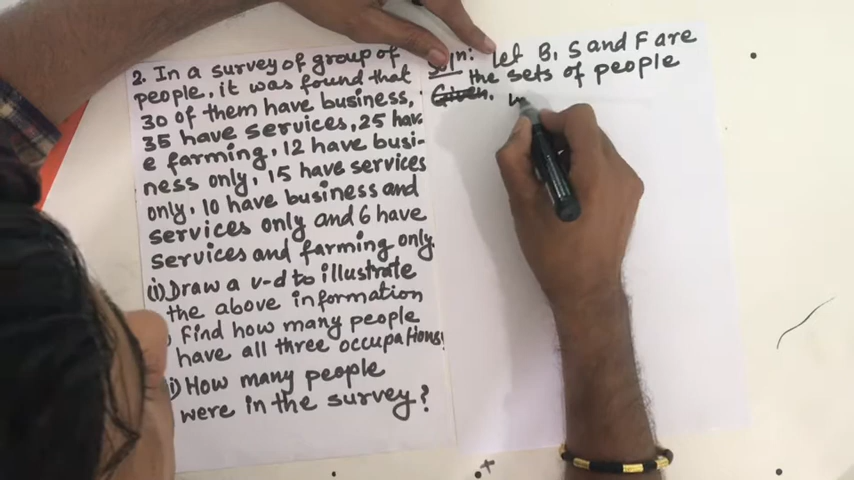 2. In a survey of group of
people, it was found that
30 of them have business,
35 have services, 25 hav
e farming, 12 have busi-
ness only, 15 have services
only, 10 have business and
services only and 6 have
services and farming only.
(i) Draw a v-d to illustrate
the above information
Find how many people
have all three occupations
i) How many people
were in the survey?
Soln: Let B, S and F are
the sets of people
Given.